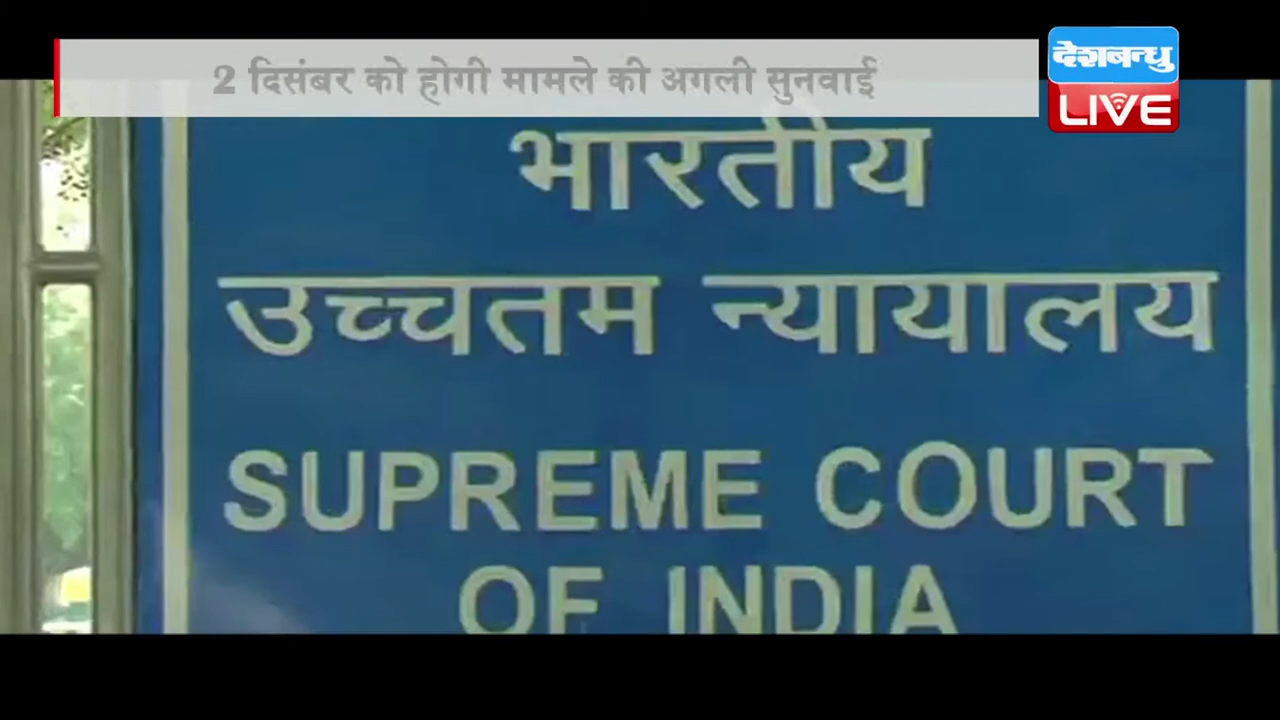 2 दिसंबर को होगी मामले की अगली सुनवाई
देशबन्धु
LIVE
भारतीय
उच्चतम न्यायालय
SUPREME COURT
OF INDIA